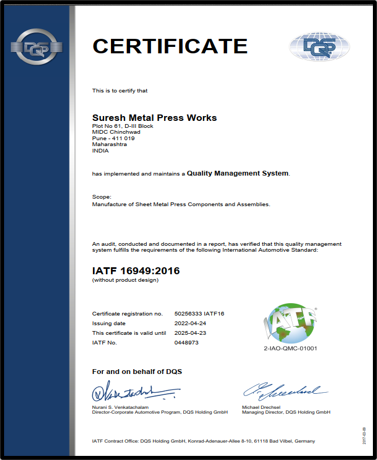 DQS
CERTIFICATE
DQS
This is to certify that
Suresh Metal Press Works
Plot No 61, D-III Block
MIDC Chinchwad
Pune - 411 019
Maharashtra
INDIA
has implemented and maintains a Quality Management System.
Scope:
Manufacture of Sheet Metal Press Components and Assemblies.
An audit, conducted and documented in a report, has verified that this quality management
system fulfills the requirements of the following International Automotive Standard:
IATF 16949:2016
(without product design)
Certificate registration no. 50256333 IATF16
Issuing date 2022-04-24
This certificate is valid until 2025-04-23
IATF No. 0448973
IATF
2-IAO-QMC-01001
For and on behalf of DQS
Nurani S. Venkatachalam
Director-Corporate Automotive Program, DQS Holding GmbH
Michael Drechsel
Managing Director, DQS Holding GmbH
IATF Contract Office: DQS Holding GmbH, Konrad-Adenauer-Allee 8-10, 61118 Bad Vilbel, Germany